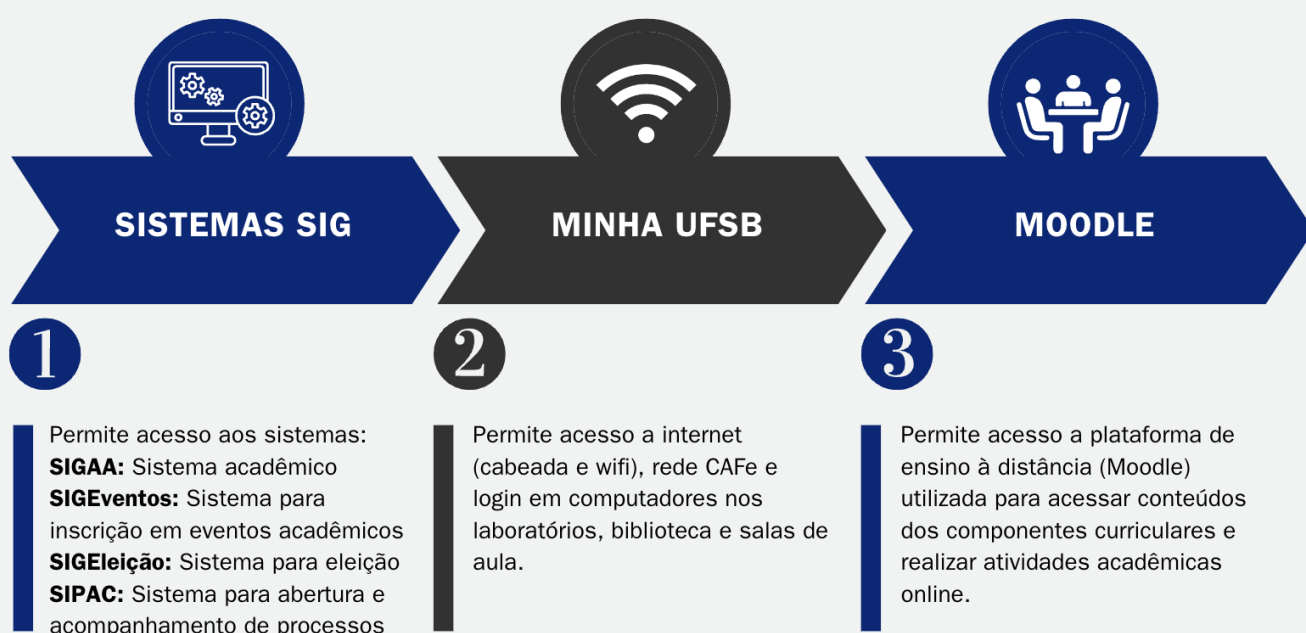 SISTEMAS SIG
MINHA UFSB
MOODLE
1
2
3
Permite acesso aos sistemas:
SIGAA: Sistema acadêmico
SIGEventos: Sistema para
inscrição em eventos acadêmicos
SIGEleição: Sistema para eleição
SIPAC: Sistema para abertura e
acompanhamento de processos
Permite acesso a internet
(cabeada e wifi), rede CAFe e
login em computadores nos
laboratórios, biblioteca e salas de
aula.
Permite acesso a plataforma de
ensino à distância (Moodle)
utilizada para acessar conteúdos
dos componentes curriculares e
realizar atividades acadêmicas
online.